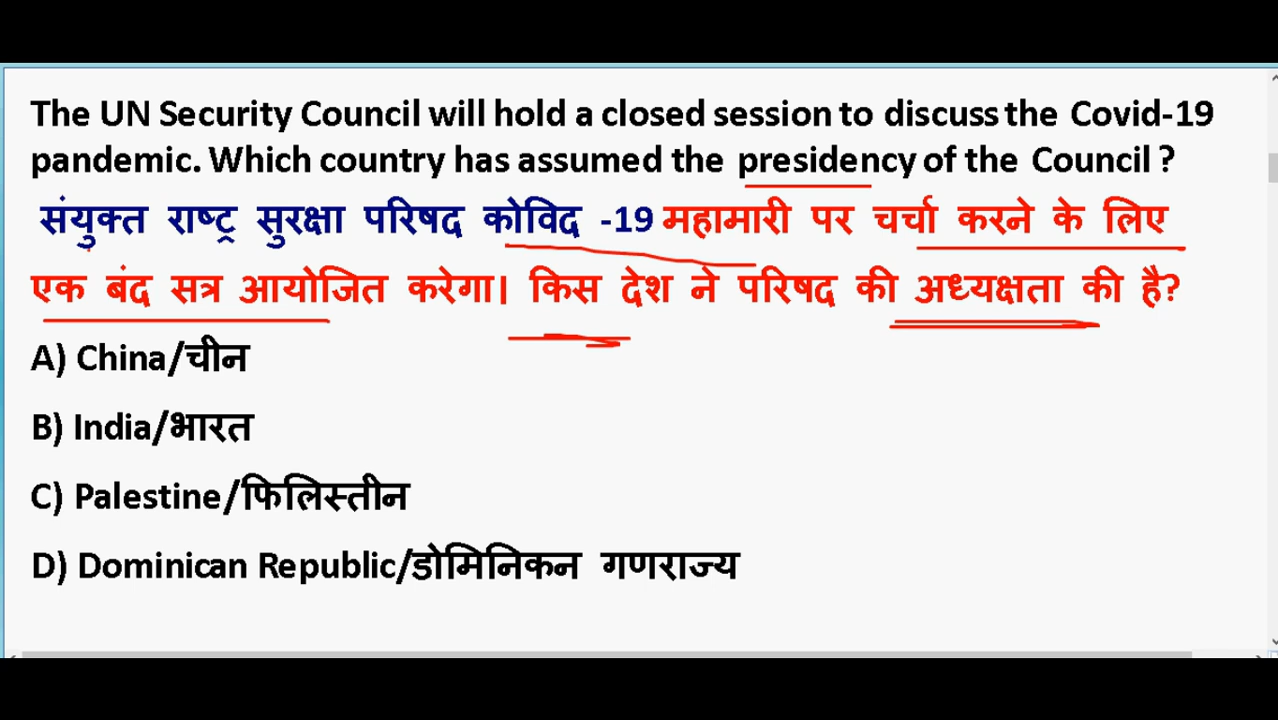 The UN Security Council will hold a closed session to discuss the Covid-19
pandemic. Which country has assumed the presidency of the Council ?
संयुक्त राष्ट्र सुरक्षा परिषद कोविद -19 महामारी पर चर्चा करने के लिए
एक बंद सत्र आयोजित करेगा। किस देश ने परिषद की अध्यक्षता की है?
A) China/चीन
B) India/भारत
C) Palestine/फिलिस्तीन
D) Dominican Republic/डोमिनिकन गणराज्य